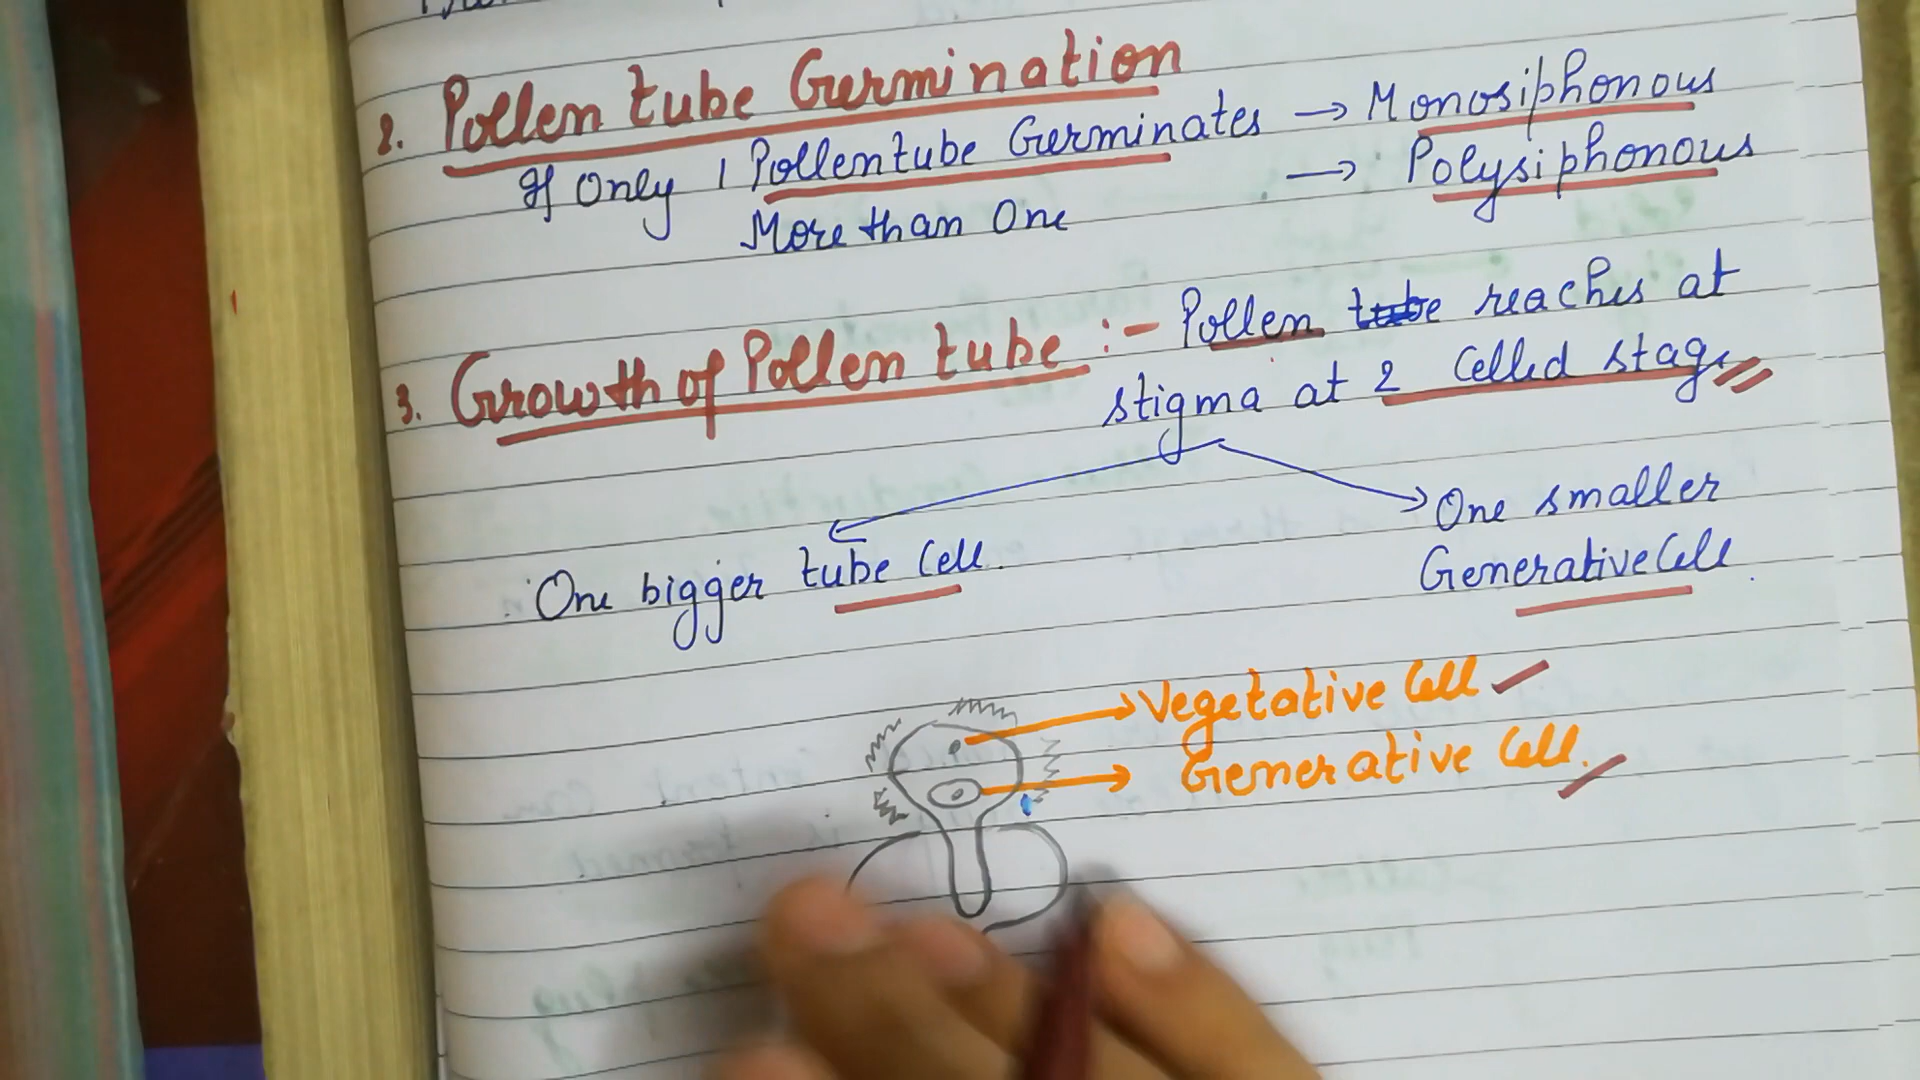 2. Pollen tube Germination
If Only 1 Pollentube Germinates → Monosiphonous
More than One → Polysiphonous
3. Growth of Pollen tube :- Pollen tube reaches at
stigma at 2 Celled stage
One bigger tube Cell.
One smaller
Generative Cell.
Vegetative Cell
Generative Cell.